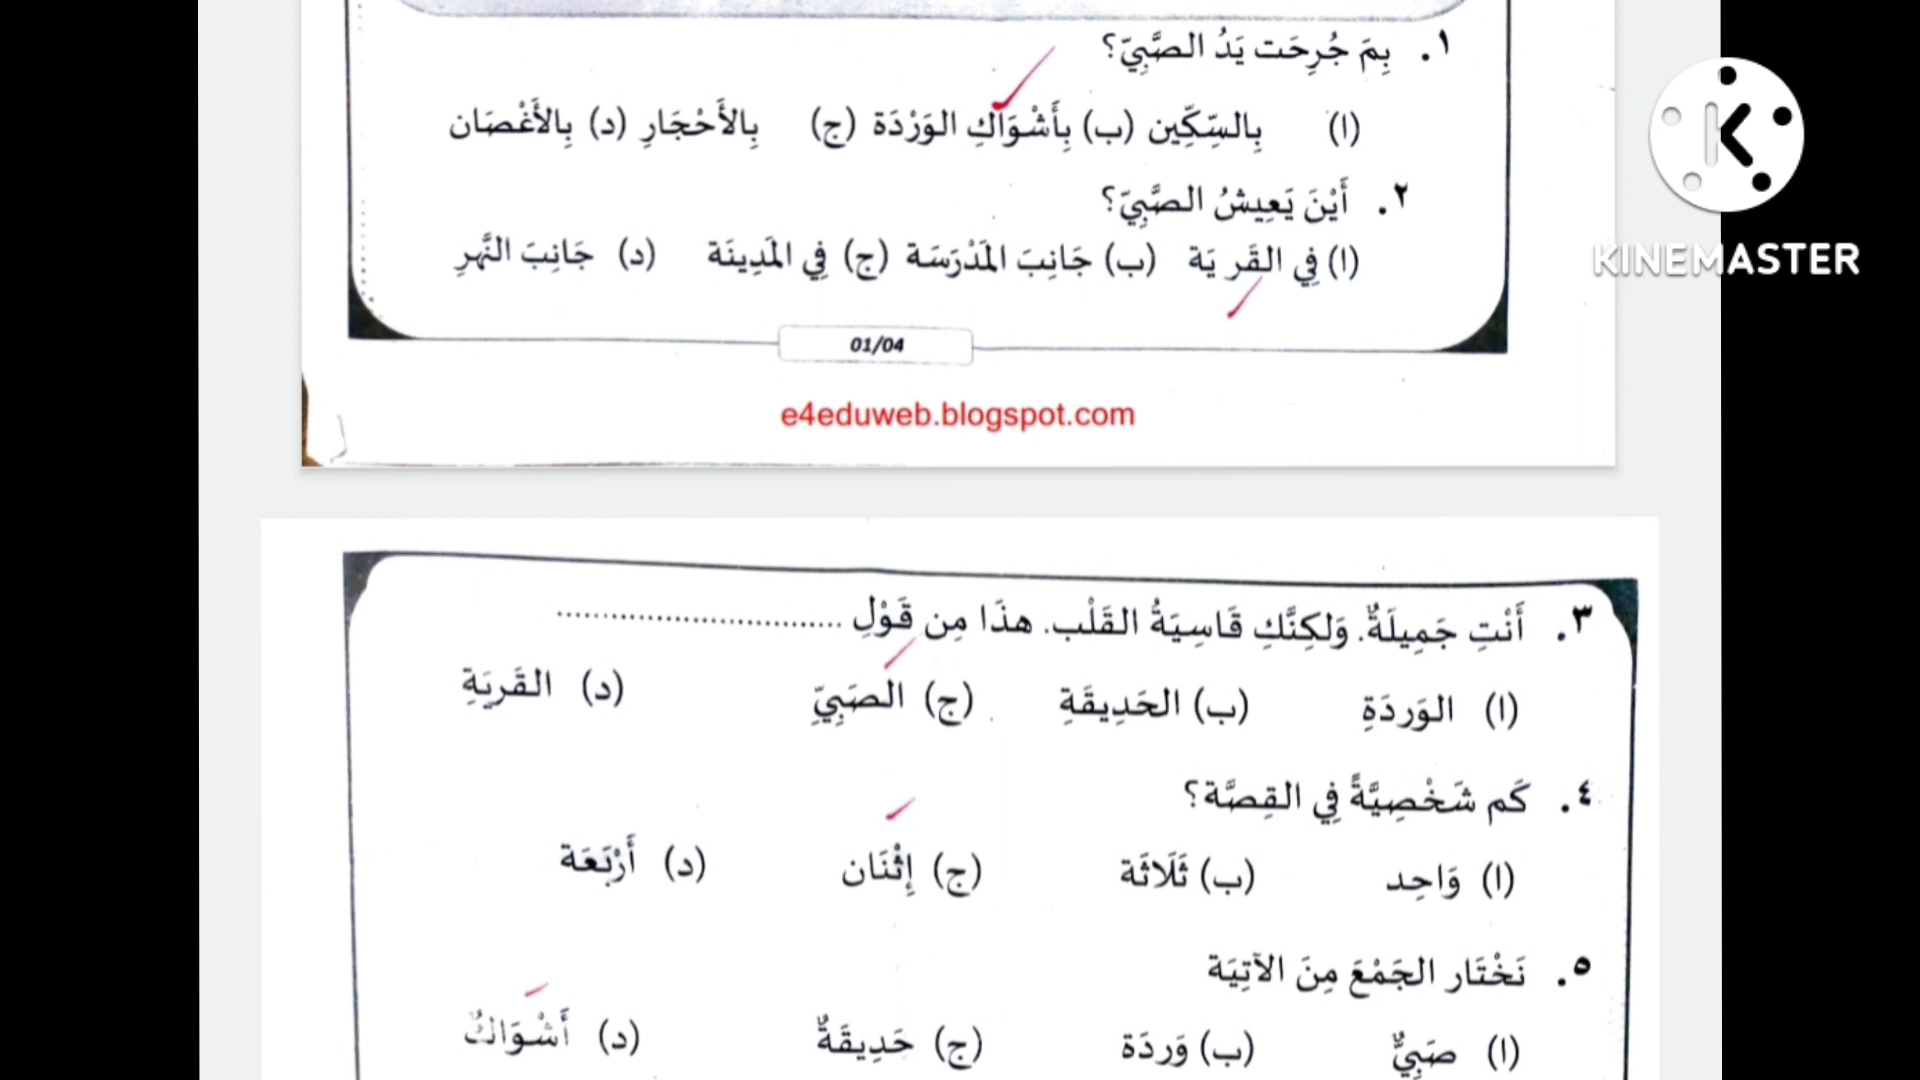 ١. بِمَ جُرِحَت يَدُ الصَّبِيّ؟
(ا) بِالسِّكِّين (ب) بِأَشْوَاكِ الوَرْدَة (ج) بِالأَحْجَارِ (د) بِالأَغْصَان
٢. أَيْنَ يَعِيشُ الصَّبِيّ؟
(ا) فِي القَر يَة (ب) جَانِبَ المَدْرَسَة (ج) فِي المَدِينَة (د) جَانِبَ النَّهرِ
KINEMASTER
01/04
e4eduweb.blogspot.com
٣. أَنْتِ جَمِيلَةٌ. وَلكِنَّكِ قَاسِيَةُ القَلْب. هذَا مِن قَوْلِ ..............................
(ا) الوَردَةِ (ب) الحَدِيقَةِ (ج) الصَبِيِّ (د) القَريَةِ
٤. كَم شَخْصِيَّةً فِي القِصَّة؟
(ا) وَاحِد (ب) ثَلَاثَة (ج) إِثْنَان (د) أَرْبَعَة
٥. نَخْتَار الجَمْعَ مِنَ الآتِيَة
(ا) صَبِيٌّ (ب) وَردَة (ج) حَدِيقَةٌ (د) أَشْوَاكٌ